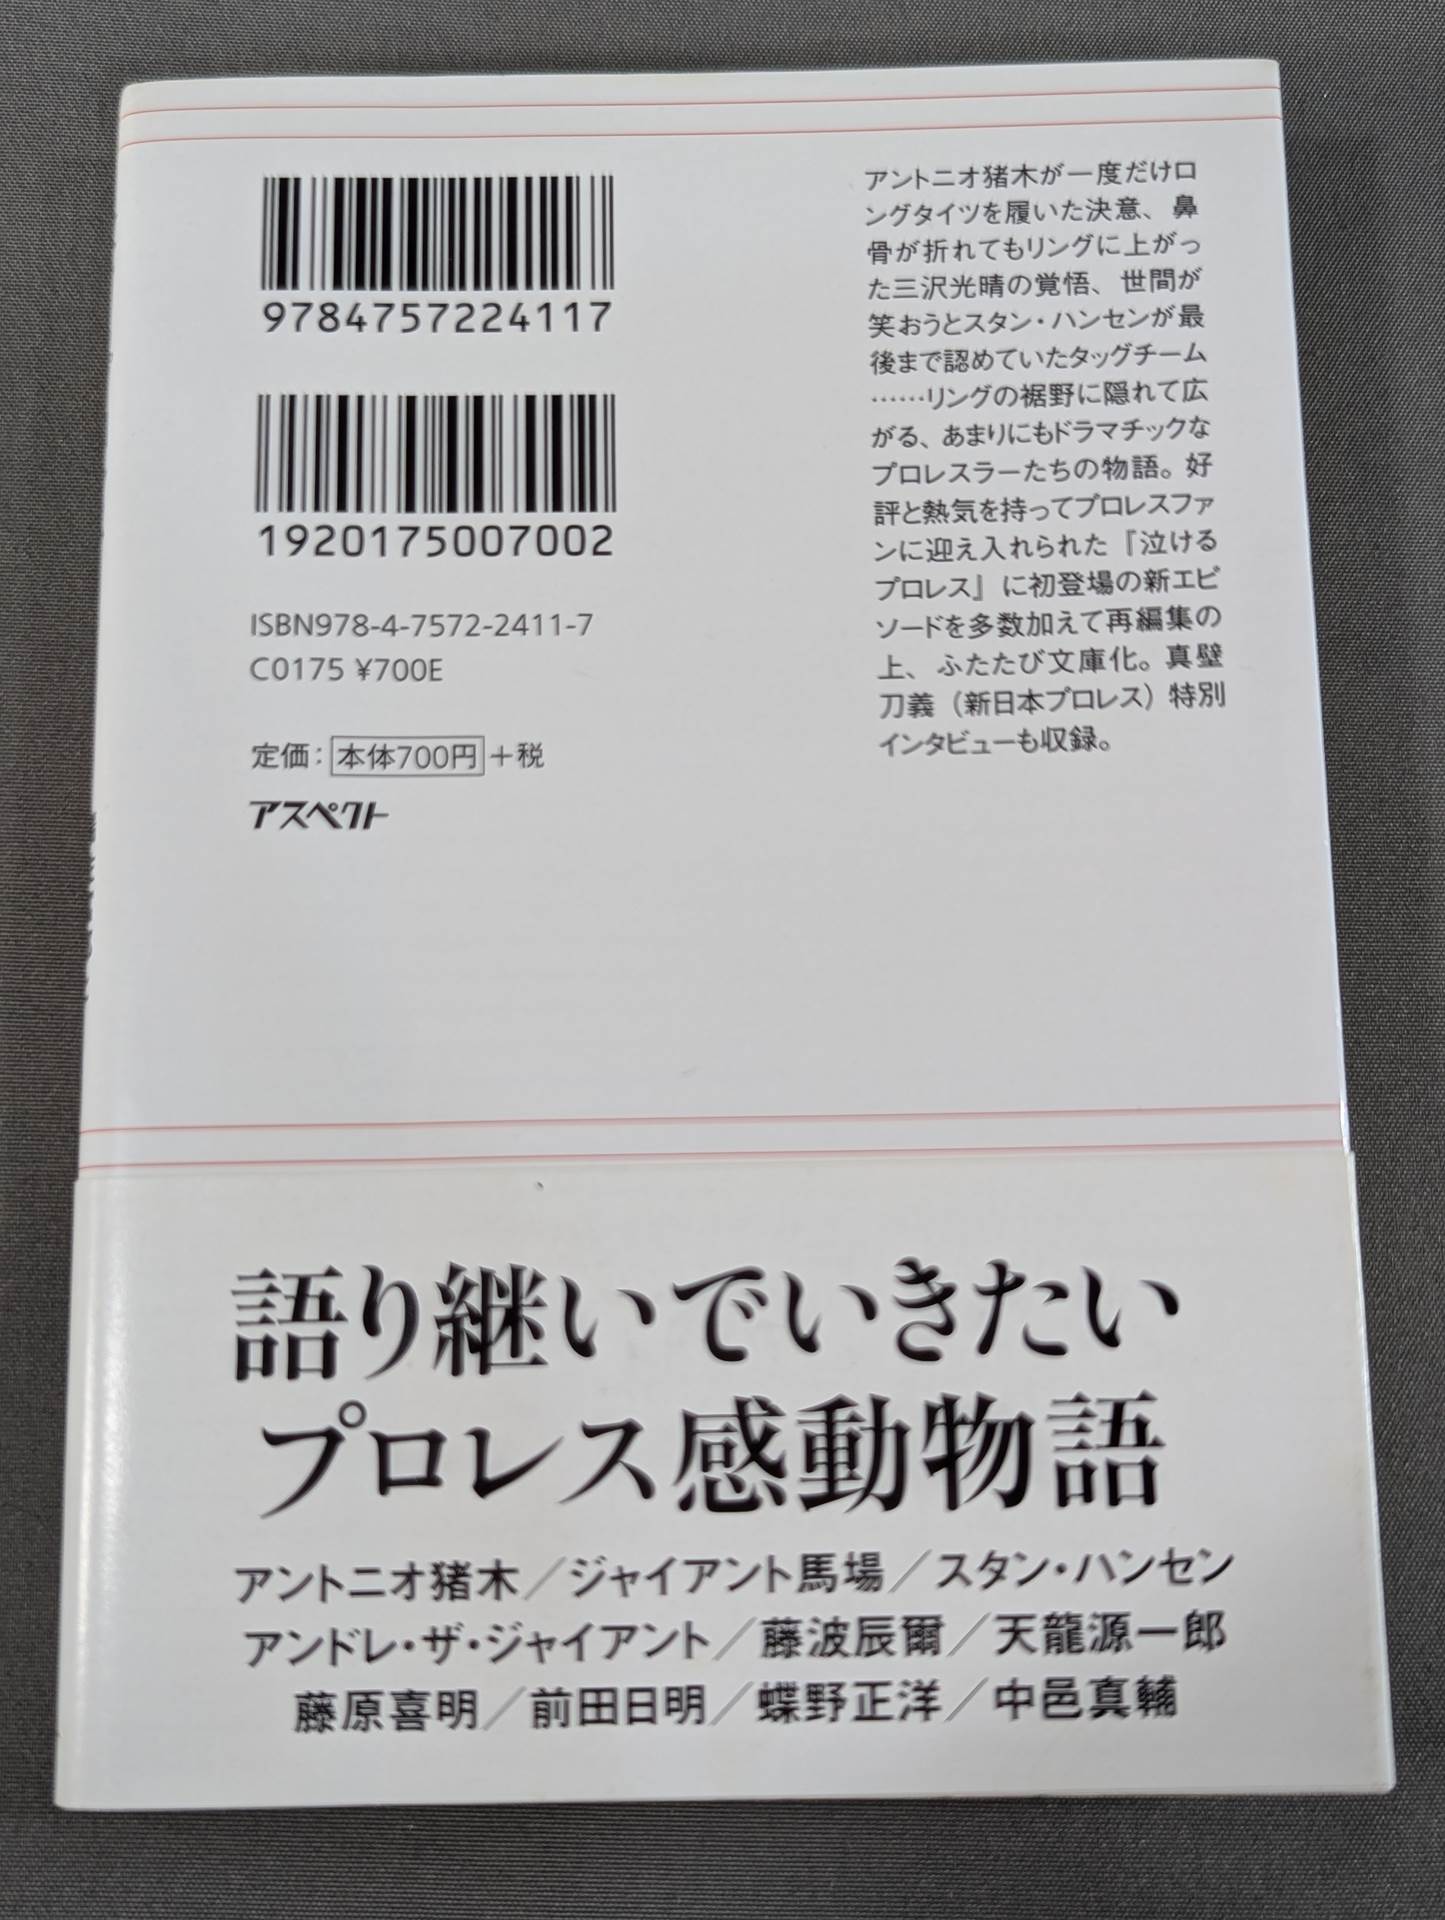 9784757224117
1920175007002
ISBN978-4-7572-2411-7
C0175 ¥700E
定価：本体700円＋税
アスペクト
アントニオ猪木が一度だけロ
ングタイツを履いた決意、鼻
骨が折れてもリングに上がっ
た三沢光晴の覚悟、世間が
笑おうとスタン・ハンセンが最
後まで認めていたタッグチーム
……リングの裾野に隠れて広
がる、あまりにもドラマチックな
プロレスラーたちの物語。好
評と熱気を持ってプロレスファ
ンに迎え入れられた『泣ける
プロレス』に初登場の新エピ
ソードを多数加えて再編集の
上、ふたたび文庫化。真壁
刀義（新日本プロレス）特別
インタビューも収録。
語り継いでいきたい
プロレス感動物語
アントニオ猪木／ジャイアント馬場／スタン・ハンセン
アンドレ・ザ・ジャイアント／藤波辰爾／天龍源一郎
藤原喜明／前田日明／蝶野正洋／中邑真輔